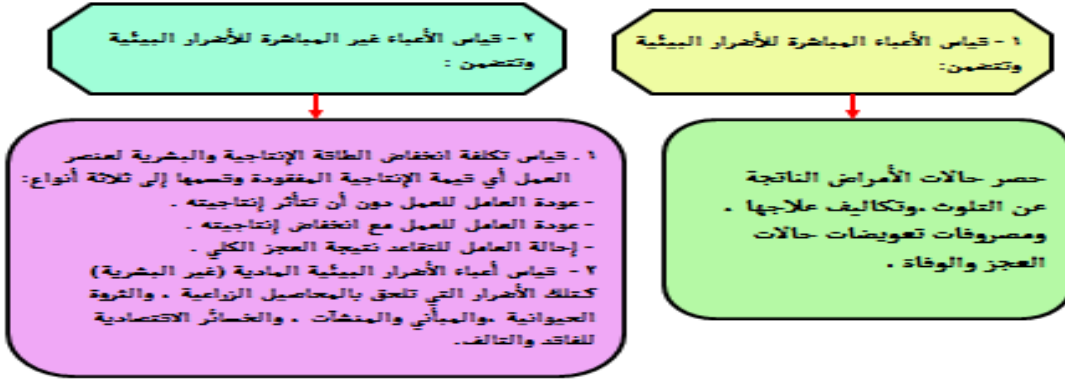 ١ - قياس الأعباء المباشرة للأضرار البيئية
وتتضمن:
حصر حالات الأمراض الناتجة
عن التلوث .وتكاليف علاجها .
ومصروفات تعويضات حالات
العجز والوفاة .
٢ - قياس الأعباء غير المباشرة للأضرار البيئية
وتتضمن :
١ . قياس تكلفة انخفاض الطاقة الإنتاجية والبشرية لعنصر
العمل أي قيمة الإنتاجية المفقودة وقسمها إلى ثلاثة أنواع:
- عودة العامل للعمل دون أن تتأثر إنتاجيته .
- عودة العامل للعمل مع انخفاض إنتاجيته .
- إحالة العامل للتقاعد نتيجة العجز الكلي .
٢ - قياس أعباء الأضرار البيئية المادية (غير البشرية)
كتلك الأضرار التي تلحق بالمحاصيل الزراعية . والثروة
الحيوانية .والمبأني والمنشآت . والخسائر الاقتصادية
للفاقد والتالف.